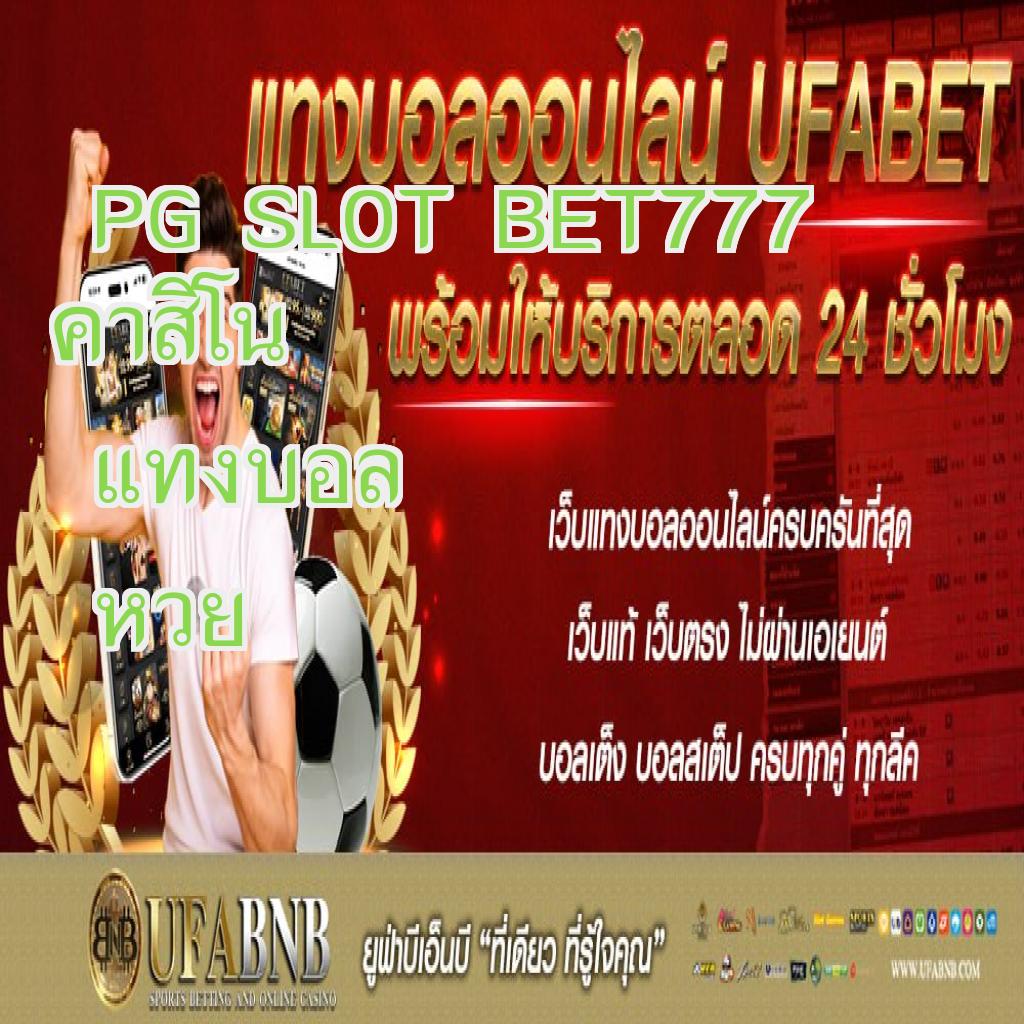 แทงบอลออนไลน์ UFABET
PG SLOT BET777
คาสิโน
พร้อมให้บริการตลอด 24 ชั่วโมง
แทงบอล
เว็บแทงบอลออนไลน์ครบครันที่สุด
หวย
เว็บแท้ เว็บตรง ไม่ผ่านเอเยนต์
บอลเต็ง บอลสเต็ป ครบทุกคู่ ทุกลีค
BNB
UFABNB
SPORTS BETTING AND ONLINE CASINO
ยูฟ่าบีเอ็นบี “ที่เดียว ที่รู้ใจคุณ”
WWW.UFABNB.COM